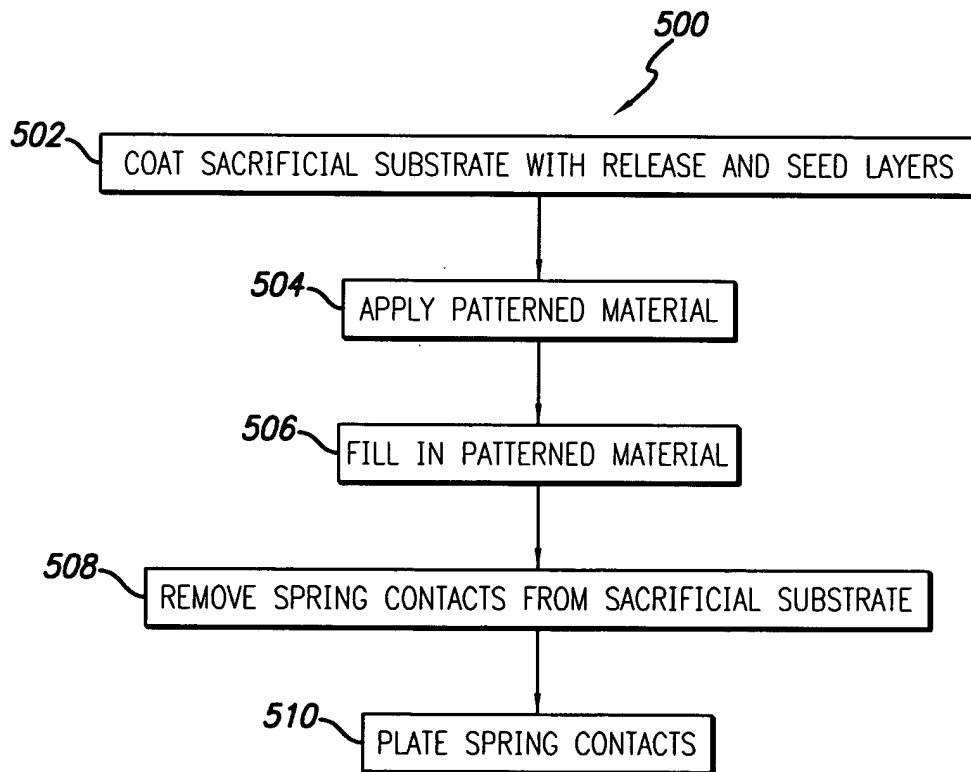 500
502
COAT SACRIFICIAL SUBSTRATE WITH RELEASE AND SEED LAYERS
504
APPLY PATTERNED MATERIAL
506
FILL IN PATTERNED MATERIAL
508
REMOVE SPRING CONTACTS FROM SACRIFICIAL SUBSTRATE
510
PLATE SPRING CONTACTS